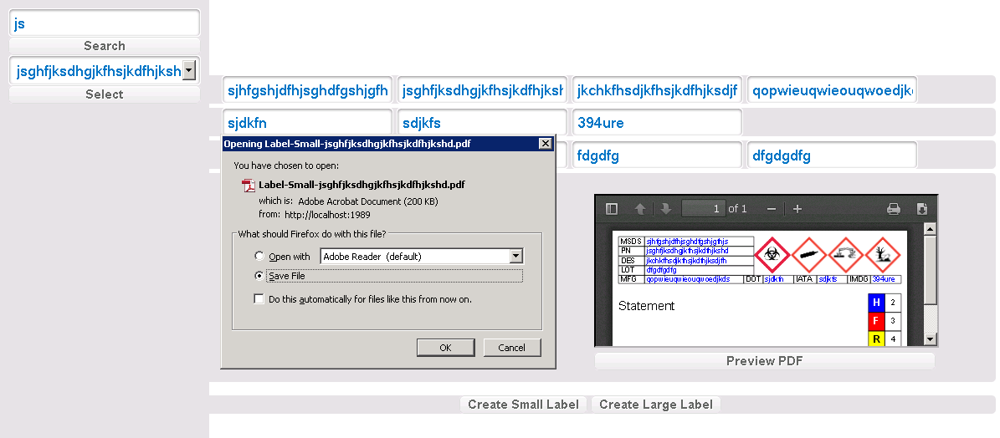 js
Search
jsghfjksdhgjkfhsjkdfhjksh
Select
sjhfgshjdfhjsghdfgshjgfh jsghfjksdhgjkfhsjkdfhjksh jkchkfhsdjkfhsjkdfhjksdjf qopwieuqwieouqwoedjk
sjdkfn sdjkfs 394ure
fdgdfg dfgdgdfg
Opening Label-Small-jsghfjksdhgjkfhsjkdfhjkshd.pdf
You have chosen to open:
Label-Small-jsghfjksdhgjkfhsjkdfhjkshd.pdf
which is: Adobe Acrobat Document (200 KB)
from: http://localhost:1989
What should Firefox do with this file?
Open with Adobe Reader (default)
Save File
Do this automatically for files like this from now on.
OK Cancel
1 of 1
MSDS sjhfgshjdfhjsghdfgshjgfhjs
PN jsghfjksdhgjkfhsjkdfhjkshd
DES jkchkfhsdjkfhsjkdfhjksdjfh
LOT dfgdfgdfg
MFG qopwieuqwieouqwoedjkds DOT sjdkfn IATA sdjkfs IMDG 394ure
Statement
H 2
F 3
R 4
Preview PDF
Create Small Label Create Large Label